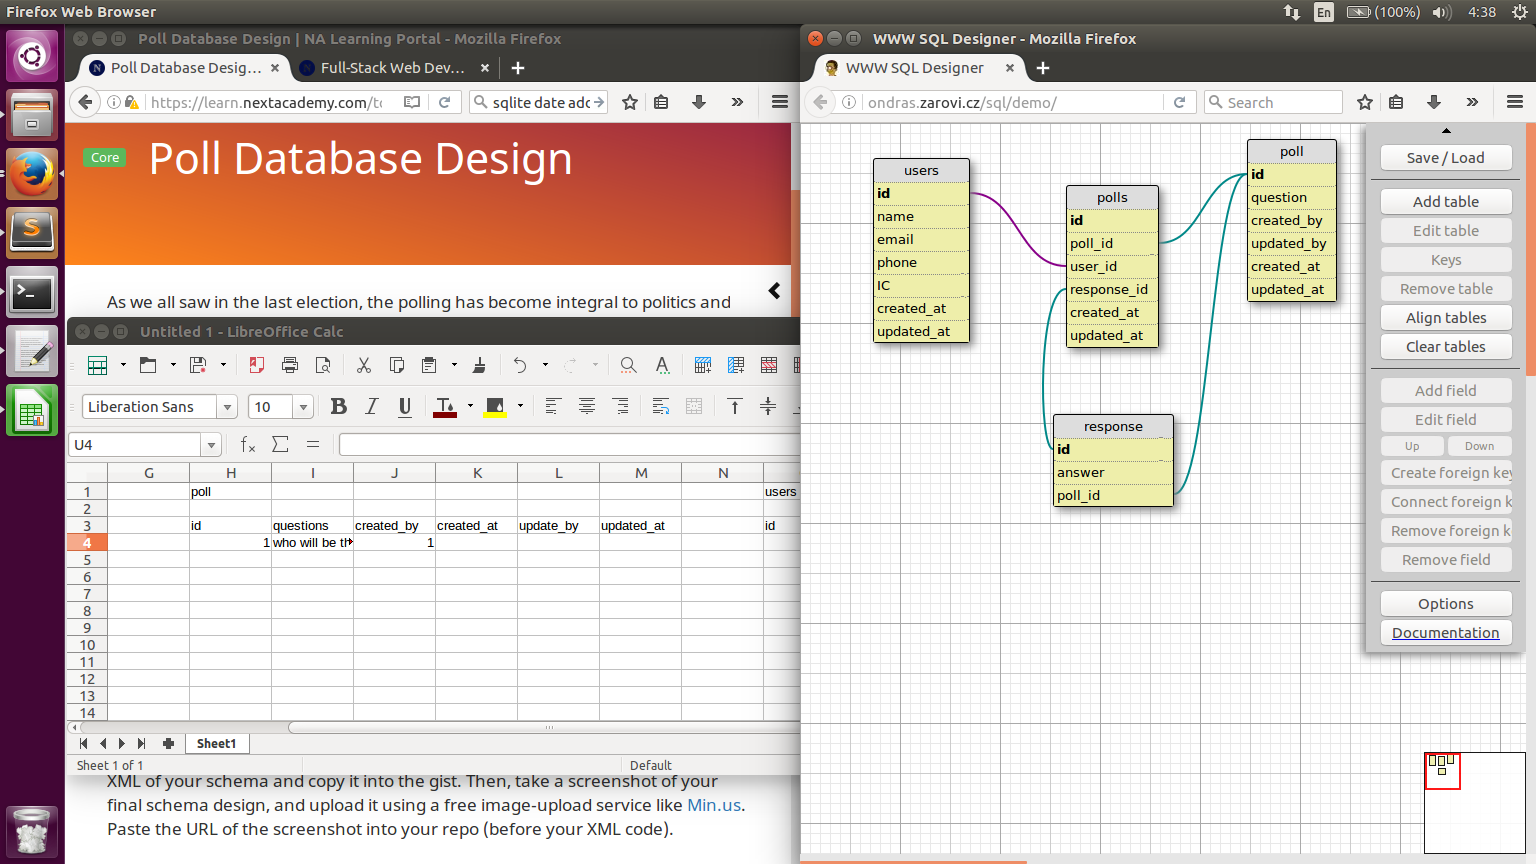 Firefox Web Browser
En
(100%)
4:38
Poll Database Design | NA Learning Portal - Mozilla Firefox
Poll Database Desig...
Full-Stack Web Dev...
https://learn.nextacademy.com/to
sqlite date adc
Core
Poll Database Design
As we all saw in the last election, the polling has become integral to politics and
Untitled 1 - LibreOffice Calc
Liberation Sans
10
B I U
A
U4
G H I J K L M N
1 poll users
2
3 id questions created_by created_at update_by updated_at id
4 1 who will be th 1
5
6
7
8
9
10
11
12
13
14
Sheet1
Sheet 1 of 1
Default
XML of your schema and copy it into the gist. Then, take a screenshot of your
final schema design, and upload it using a free image-upload service like Min.us.
Paste the URL of the screenshot into your repo (before your XML code).
WWW SQL Designer - Mozilla Firefox
WWW SQL Designer
ondras.zarovi.cz/sql/demo/
Search
users
id
name
email
phone
IC
created_at
updated_at
polls
id
poll_id
user_id
response_id
created_at
updated_at
poll
id
question
created_by
updated_by
created_at
updated_at
response
id
answer
poll_id
Save / Load
Add table
Edit table
Keys
Remove table
Align tables
Clear tables
Add field
Edit field
Up
Down
Create foreign key
Connect foreign k
Remove foreign k
Remove field
Options
Documentation